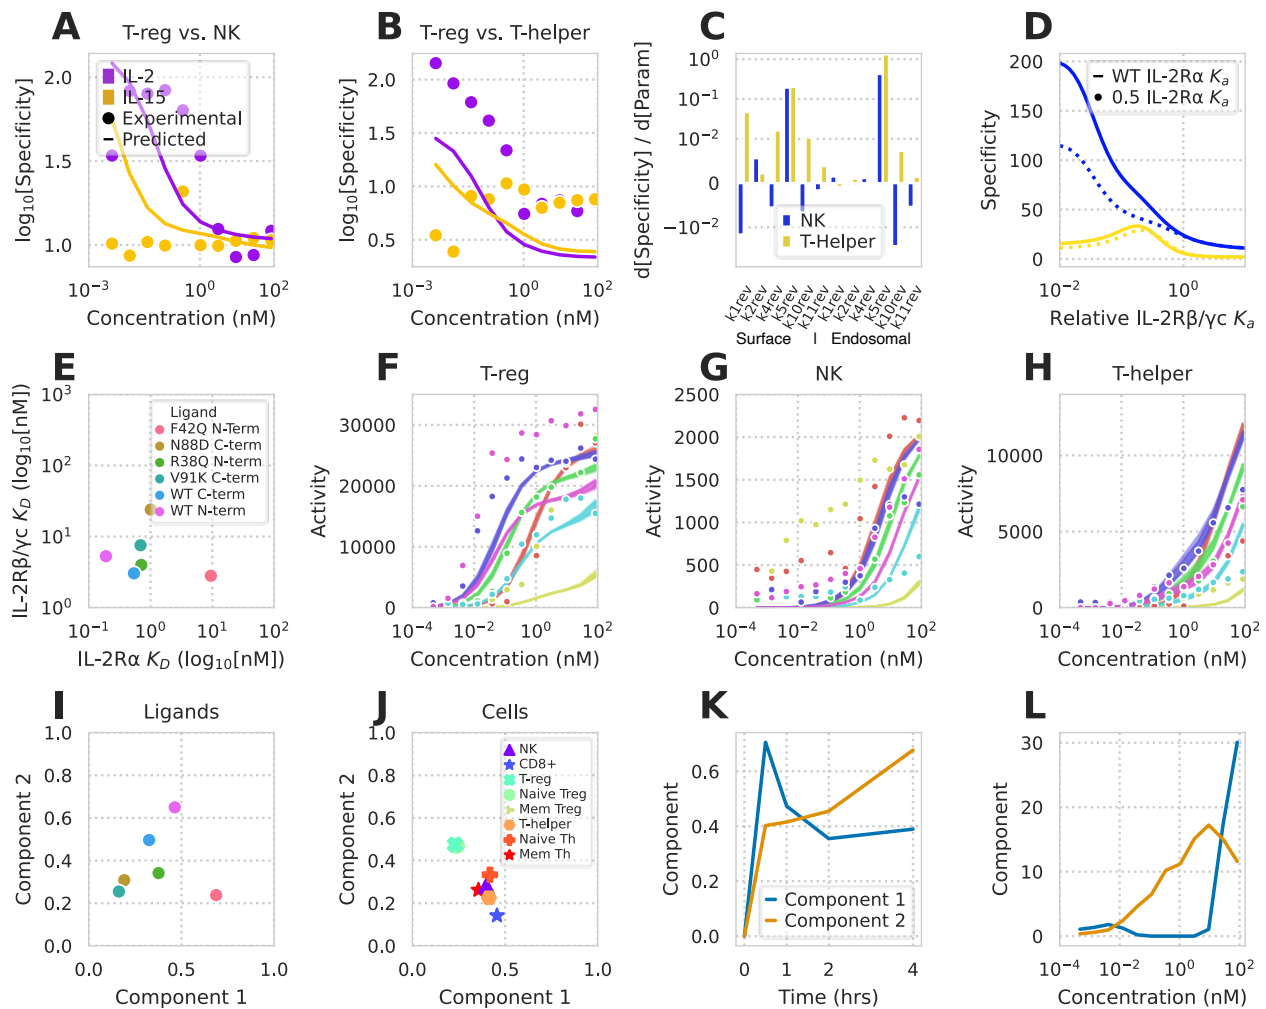 A
T-reg vs. NK
log₁₀[Specificity]
2.0
1.5
1.0
IL-2
IL-15
Experimental
Predicted
10⁻³
10⁰
10²
Concentration (nM)
B
T-reg vs. T-helper
log₁₀[Specificity]
2.0
1.5
1.0
0.5
10⁻³
10⁰
10²
Concentration (nM)
C
d[Specificity] / d[Param]
10⁰
10⁻¹
10⁻²
0
−10⁻²
NK
T-Helper
k1rev
k2rev
k4rev
k5rev
k10rev
k11rev
k1rev
k2rev
k4rev
k5rev
k10rev
k11rev
Surface | Endosomal
D
Specificity
200
150
100
50
0
WT IL-2Rα Kₐ
0.5 IL-2Rα Kₐ
10⁻²
10⁰
Relative IL-2Rβ/γc Kₐ
E
IL-2Rβ/γc K_D (log₁₀[nM])
10³
10²
10¹
10⁰
Ligand
F42Q N-Term
N88D C-term
R38Q N-term
V91K C-term
WT C-term
WT N-term
10⁻¹
10⁰
10¹
10²
IL-2Rα K_D (log₁₀[nM])
F
T-reg
Activity
30000
20000
10000
0
10⁻⁴
10⁻²
10⁰
10²
Concentration (nM)
G
NK
Activity
2500
2000
1500
1000
500
0
10⁻⁴
10⁻²
10⁰
10²
Concentration (nM)
H
T-helper
Activity
10000
5000
0
10⁻⁴
10⁻²
10⁰
10²
Concentration (nM)
I
Ligands
Component 2
1.0
0.8
0.6
0.4
0.2
0.0
0.0
0.5
1.0
Component 1
J
Cells
Component 2
1.0
0.8
0.6
0.4
0.2
0.0
NK
CD8+
T-reg
Naive Treg
Mem Treg
T-helper
Naive Th
Mem Th
0.0
0.5
1.0
Component 1
K
Component
0.6
0.4
0.2
0.0
Component 1
Component 2
0
1
2
4
Time (hrs)
L
Component
30
20
10
0
10⁻⁴
10⁻²
10⁰
10²
Concentration (nM)